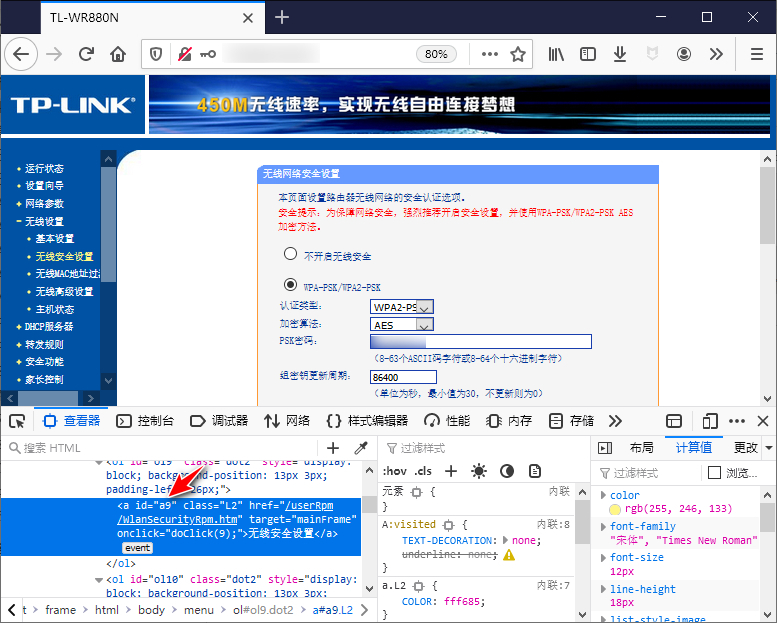 TL-WR880N
80%
TP-LINK®
450M无线速率，实现无线自由连接梦想
运行状态
设置向导
网络参数
无线设置
基本设置
无线安全设置
无线MAC地址过滤
无线高级设置
主机状态
DHCP服务器
转发规则
安全功能
家长控制
无线网络安全设置
本页面设置路由器无线网络的安全认证选项。
安全提示：为保障网络安全，强烈推荐开启安全设置，并使用WPA-PSK/WPA2-PSK AES
加密方法。
不开启无线安全
WPA-PSK/WPA2-PSK
认证类型： WPA2-PS
加密算法： AES
PSK密码：
（8-63个ASCII码字符或8-64个十六进制字符）
组密钥更新周期： 86400
（单位为秒，最小值为30，不更新则为0）
查看器 控制台 调试器 网络 样式编辑器 性能 内存 存储
搜索 HTML
<ol id="ol9" class="dot2" style="display:
block; background-position: 13px 3px;
padding-left: 26px;">
<a id="a9" class="L2" href="/userRpm
/WlanSecurityRpm.htm" target="mainFrame"
onclick="doClick(9);">无线安全设置</a>
event
</ol>
<ol id="ol10" class="dot2" style="display:
block; background-position: 13px 3px;
t frame html body menu ol#ol9.dot2 a#a9.L2
过滤样式
:hov .cls
元素 { 内联
}
A:visited { 内联:8
TEXT-DECORATION: none;
underline: none;
}
a.L2 { 内联:7
COLOR: fff685;
}
布局 计算值 更改
过滤样式 浏览...
color
rgb(255, 246, 133)
font-family
"宋体", "Times New Roman"
font-size
12px
line-height
18px
list-style-image